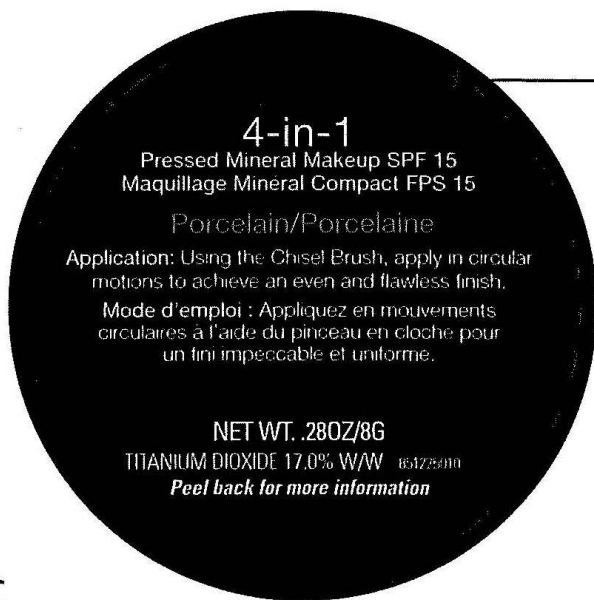 4-in-1
Pressed Mineral Makeup SPF 15
Maquillage Minéral Compact FPS 15
Porcelain/Porcelaine
Application: Using the Chisel Brush, apply in circular
motions to achieve an even and flawless finish.
Mode d'emploi : Appliquez en mouvements
circulaires à l'aide du pinceau en cloche pour
un fini impeccable et uniforme.
NET WT. .28OZ/8G
TITANIUM DIOXIDE 17.0% W/W
Peel back for more information